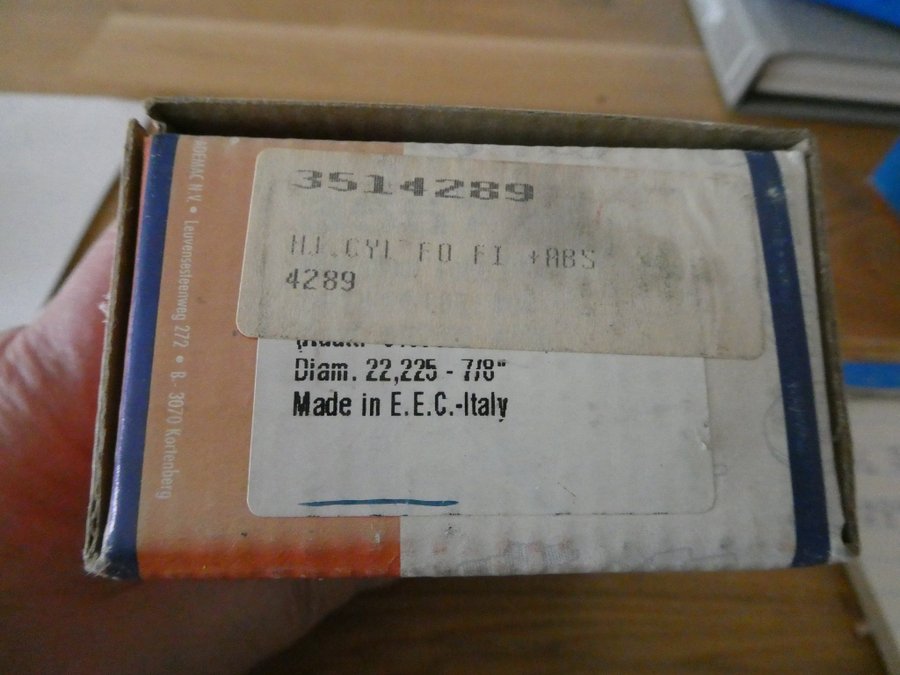 3514289
H.F.CYL FO FI +ABS
4289
Diam. 22,225 - 7/8"
Made in E.E.C.-Italy
N.V. • Leuvensesteenweg 272 • B - 3070 Kortenberg